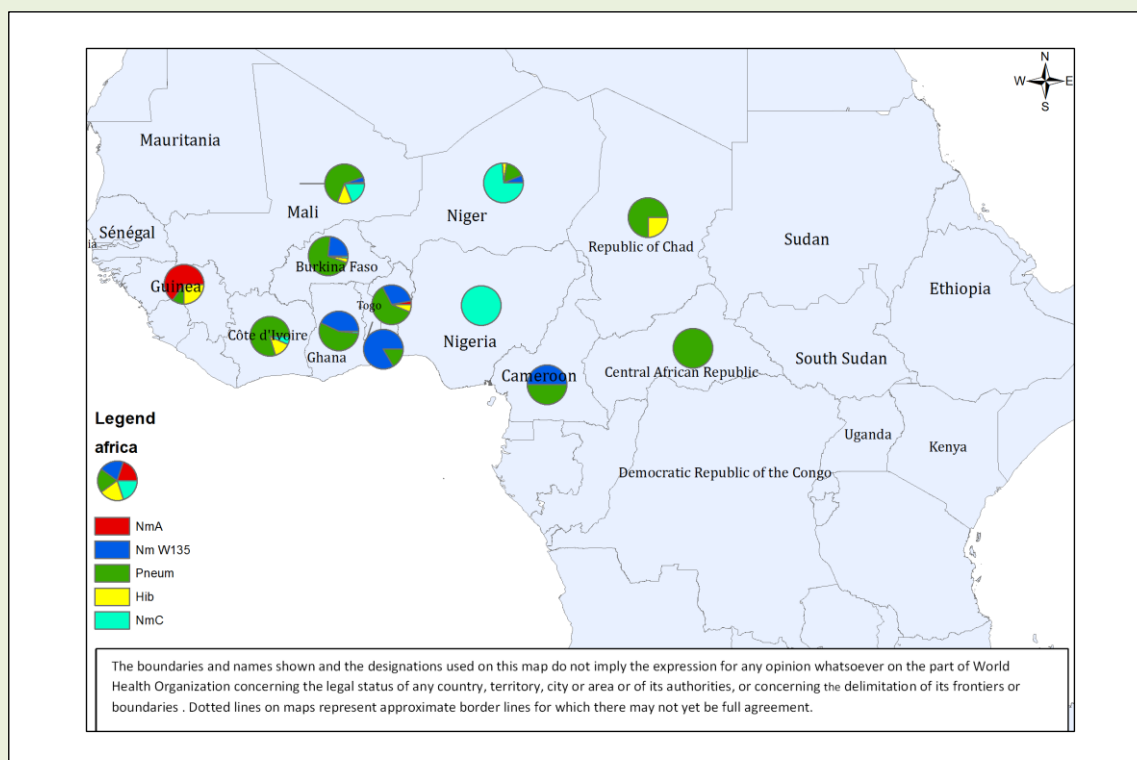 N
W E
S
Mauritania
Mali
Niger
Sénégal
ia
Burkina Faso
Republic of Chad
Sudan
Guinea
Togo
Ethiopia
Côte d'Ivoire
Ghana
Nigeria
Cameroon
Central African Republic
South Sudan
Uganda
Kenya
Democratic Republic of the Congo
Legend
africa
NmA
Nm W135
Pneum
Hib
NmC
The boundaries and names shown and the designations used on this map do not imply the expression for any opinion whatsoever on the part of World
Health Organization concerning the legal status of any country, territory, city or area or of its authorities, or concerning the delimitation of its frontiers or
boundaries . Dotted lines on maps represent approximate border lines for which there may not yet be full agreement.